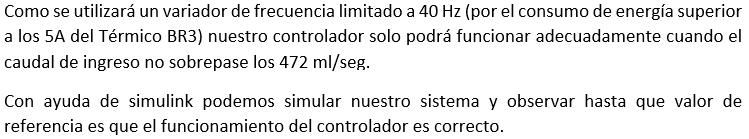 Como se utilizará un variador de frecuencia limitado a 40 Hz (por el consumo de energía superior
a los 5A del Térmico BR3) nuestro controlador solo podrá funcionar adecuadamente cuando el
caudal de ingreso no sobrepase los 472 ml/seg.
Con ayuda de simulink podemos simular nuestro sistema y observar hasta que valor de
referencia es que el funcionamiento del controlador es correcto.